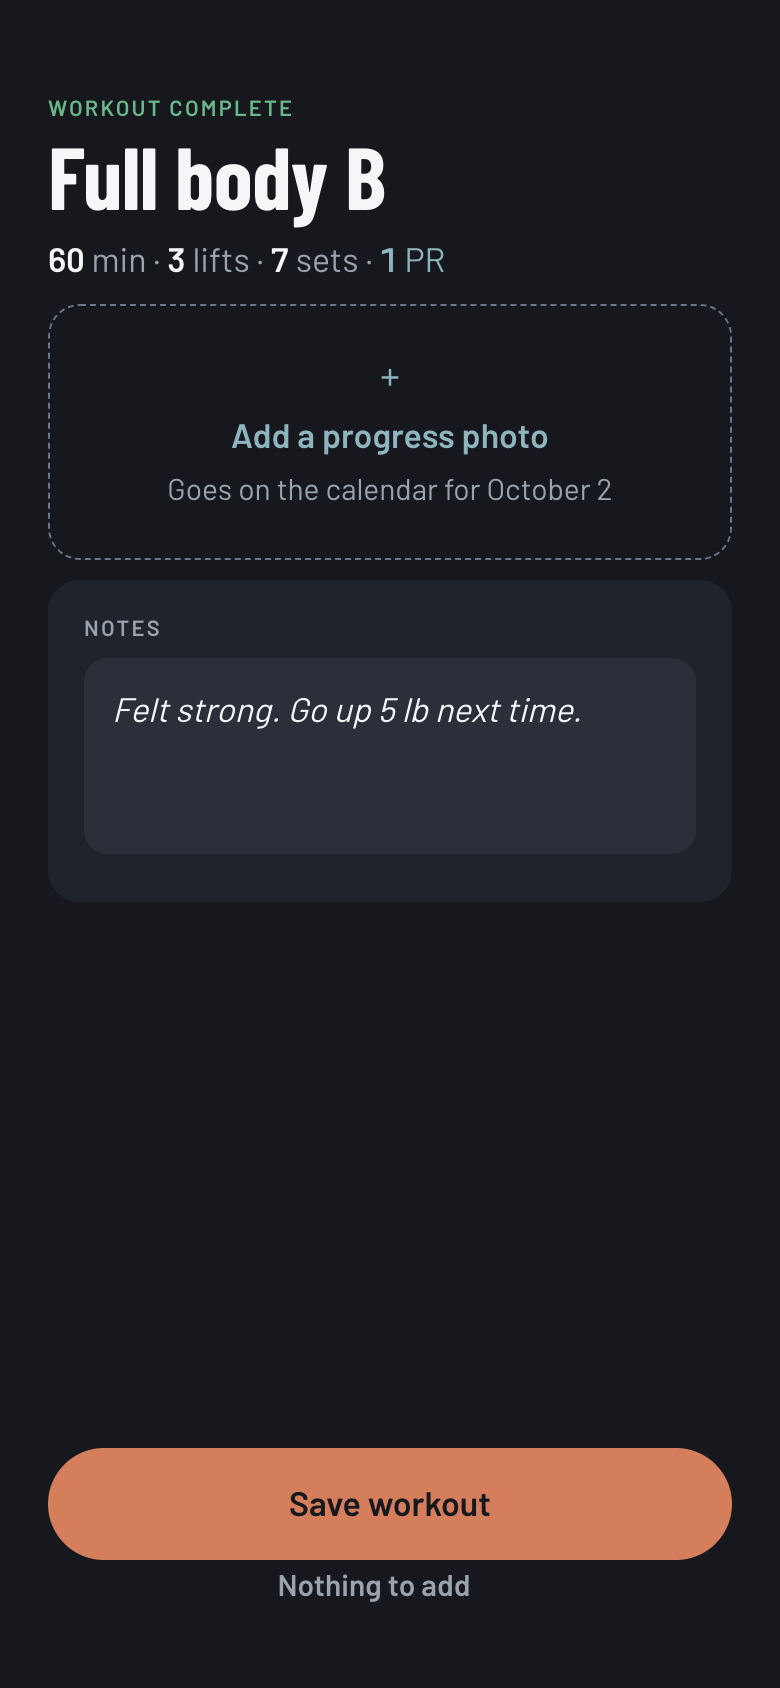 WORKOUT COMPLETE
Full body B
60 min · 3 lifts · 7 sets · 1 PR
+
Add a progress photo
Goes on the calendar for October 2
NOTES
Felt strong. Go up 5 lb next time.
Save workout
Nothing to add